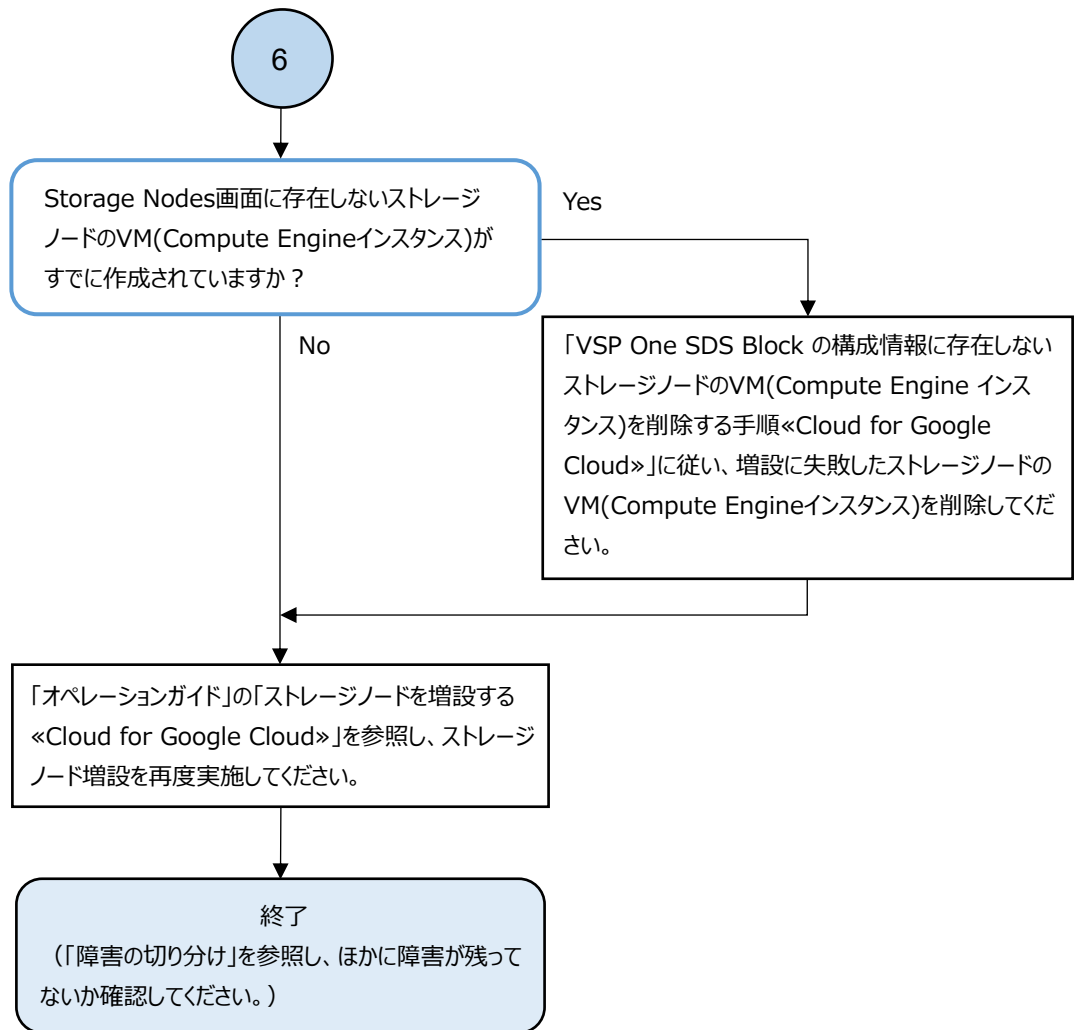 6
Storage Nodes画面に存在しないストレージ
ノードのVM(Compute Engineインスタンス)が
すでに作成されていますか？
Yes
No
「VSP One SDS Block の構成情報に存在しない
ストレージノードのVM(Compute Engine インス
タンス)を削除する手順«Cloud for Google
Cloud»」に従い、増設に失敗したストレージノードの
VM(Compute Engineインスタンス)を削除してくだ
さい。
「オペレーションガイド」の「ストレージノードを増設する
«Cloud for Google Cloud»」を参照し、ストレージ
ノード増設を再度実施してください。
終了
（「障害の切り分け」を参照し、ほかに障害が残って
ないか確認してください。）